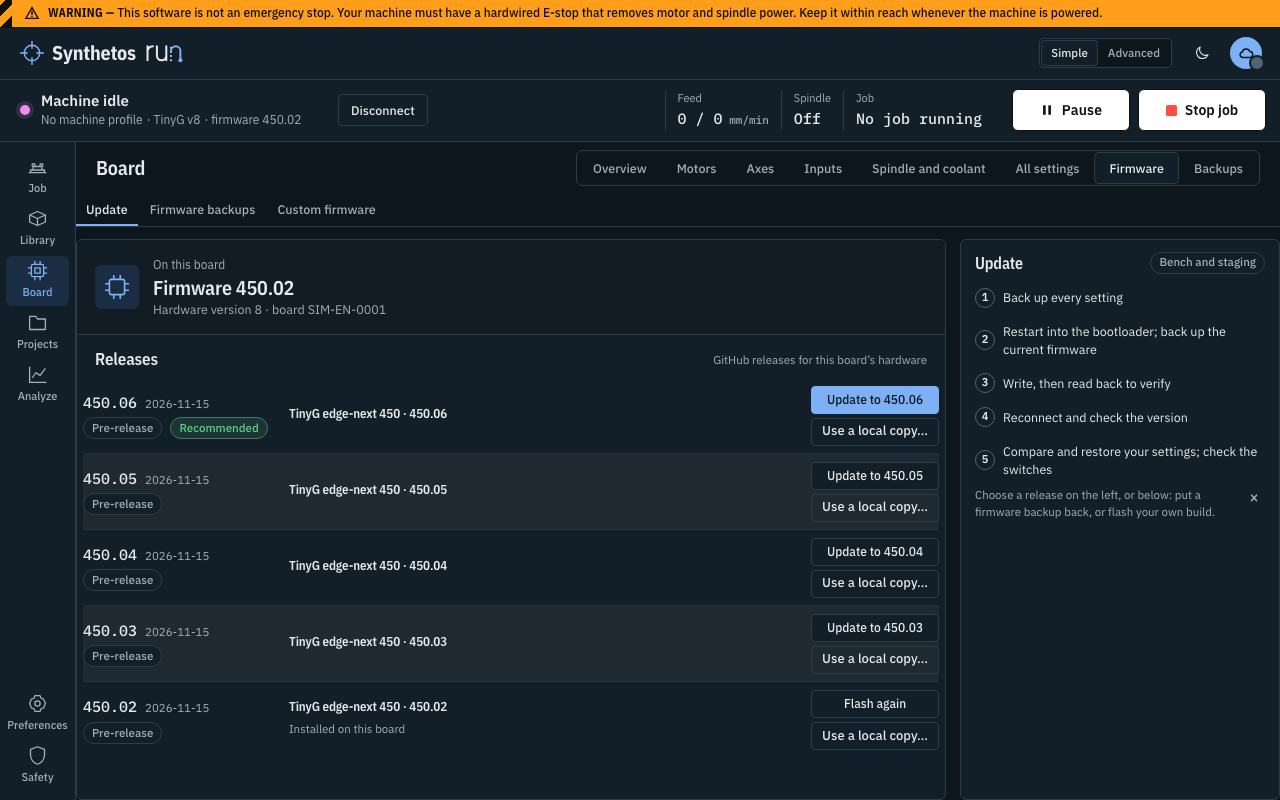 WARNING — This software is not an emergency stop. Your machine must have a hardwired E-stop that removes motor and spindle power. Keep it within reach whenever the machine is powered.
Synthetos run
Simple
Advanced
Machine idle
No machine profile · TinyG v8 · firmware 450.02
Disconnect
Feed
0 / 0 mm/min
Spindle
Off
Job
No job running
Pause
Stop job
Job
Library
Board
Projects
Analyze
Preferences
Safety
Board
Overview
Motors
Axes
Inputs
Spindle and coolant
All settings
Firmware
Backups
Update
Firmware backups
Custom firmware
On this board
Firmware 450.02
Hardware version 8 · board SIM-EN-0001
Releases
GitHub releases for this board's hardware
450.06 2026-11-15
Pre-release
Recommended
TinyG edge-next 450 · 450.06
Update to 450.06
Use a local copy...
450.05 2026-11-15
Pre-release
TinyG edge-next 450 · 450.05
Update to 450.05
Use a local copy...
450.04 2026-11-15
Pre-release
TinyG edge-next 450 · 450.04
Update to 450.04
Use a local copy...
450.03 2026-11-15
Pre-release
TinyG edge-next 450 · 450.03
Update to 450.03
Use a local copy...
450.02 2026-11-15
Pre-release
TinyG edge-next 450 · 450.02
Installed on this board
Flash again
Use a local copy...
Update
Bench and staging
1 Back up every setting
2 Restart into the bootloader; back up the
current firmware
3 Write, then read back to verify
4 Reconnect and check the version
5 Compare and restore your settings; check the
switches
Choose a release on the left, or below: put a
firmware backup back, or flash your own build.
×